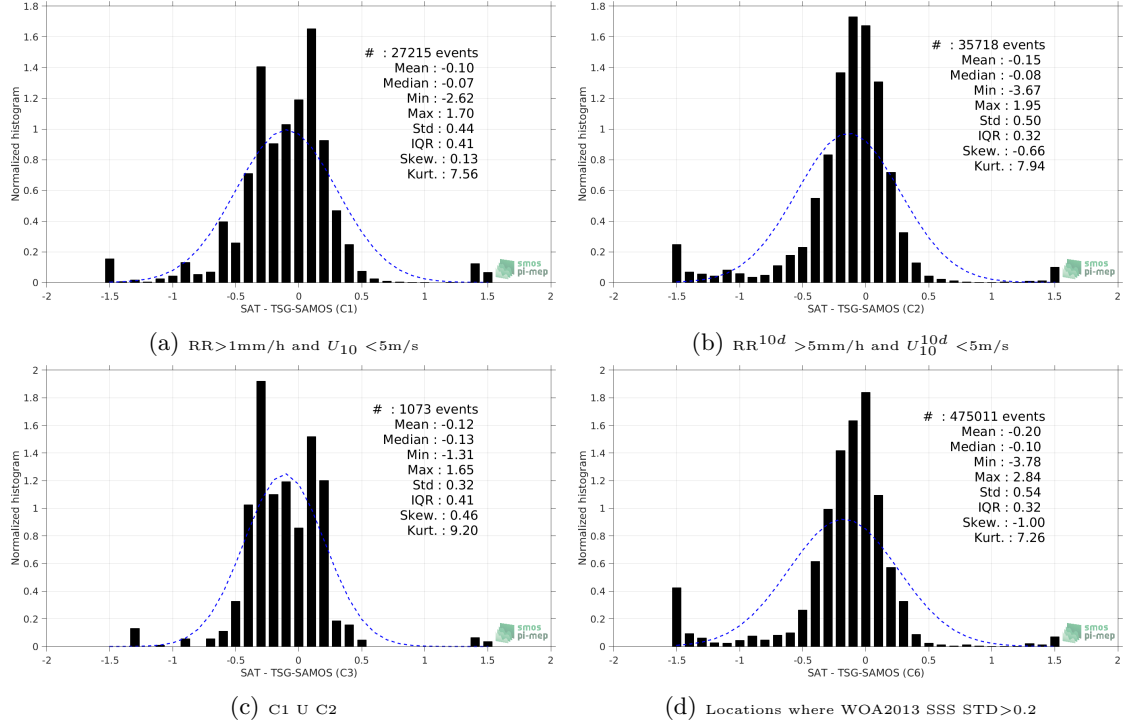 1.8
1.6
1.4
1.2
1
0.8
0.6
0.4
0.2
0
Normalized histogram
# : 27215 events
Mean : -0.10
Median : -0.07
Min : -2.62
Max : 1.70
Std : 0.44
IQR : 0.41
Skew. : 0.13
Kurt. : 7.56
smos
pi-mep
-2 -1.5 -1 -0.5 0 0.5 1 1.5 2
SAT - TSG-SAMOS (C1)
(a) RR>1mm/h and U10 <5m/s
1.8
1.6
1.4
1.2
1
0.8
0.6
0.4
0.2
0
Normalized histogram
# : 35718 events
Mean : -0.15
Median : -0.08
Min : -3.67
Max : 1.95
Std : 0.50
IQR : 0.32
Skew. : -0.66
Kurt. : 7.94
smos
pi-mep
-2 -1.5 -1 -0.5 0 0.5 1 1.5 2
SAT - TSG-SAMOS (C2)
(b) RR10d >5mm/h and U10d10 <5m/s
2
1.8
1.6
1.4
1.2
1
0.8
0.6
0.4
0.2
0
Normalized histogram
# : 1073 events
Mean : -0.12
Median : -0.13
Min : -1.31
Max : 1.65
Std : 0.32
IQR : 0.41
Skew. : 0.46
Kurt. : 9.20
smos
pi-mep
-2 -1.5 -1 -0.5 0 0.5 1 1.5 2
SAT - TSG-SAMOS (C3)
(c) C1 U C2
2
1.8
1.6
1.4
1.2
1
0.8
0.6
0.4
0.2
0
Normalized histogram
# : 475011 events
Mean : -0.20
Median : -0.10
Min : -3.78
Max : 2.84
Std : 0.54
IQR : 0.32
Skew. : -1.00
Kurt. : 7.26
smos
pi-mep
-2 -1.5 -1 -0.5 0 0.5 1 1.5 2
SAT - TSG-SAMOS (C6)
(d) Locations where WOA2013 SSS STD>0.2